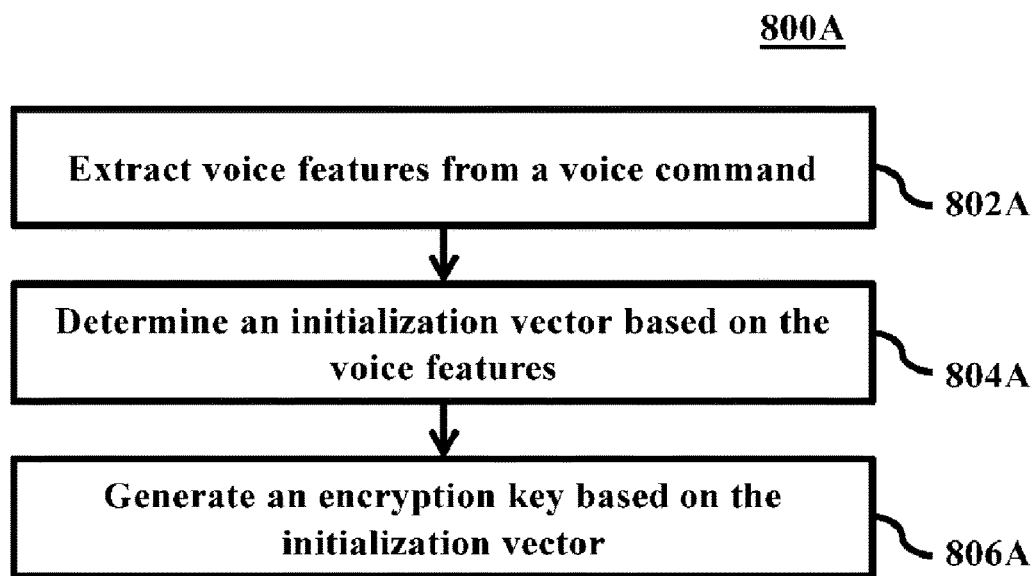 800A
Extract voice features from a voice command
802A
Determine an initialization vector based on the
voice features
804A
Generate an encryption key based on the
initialization vector
806A